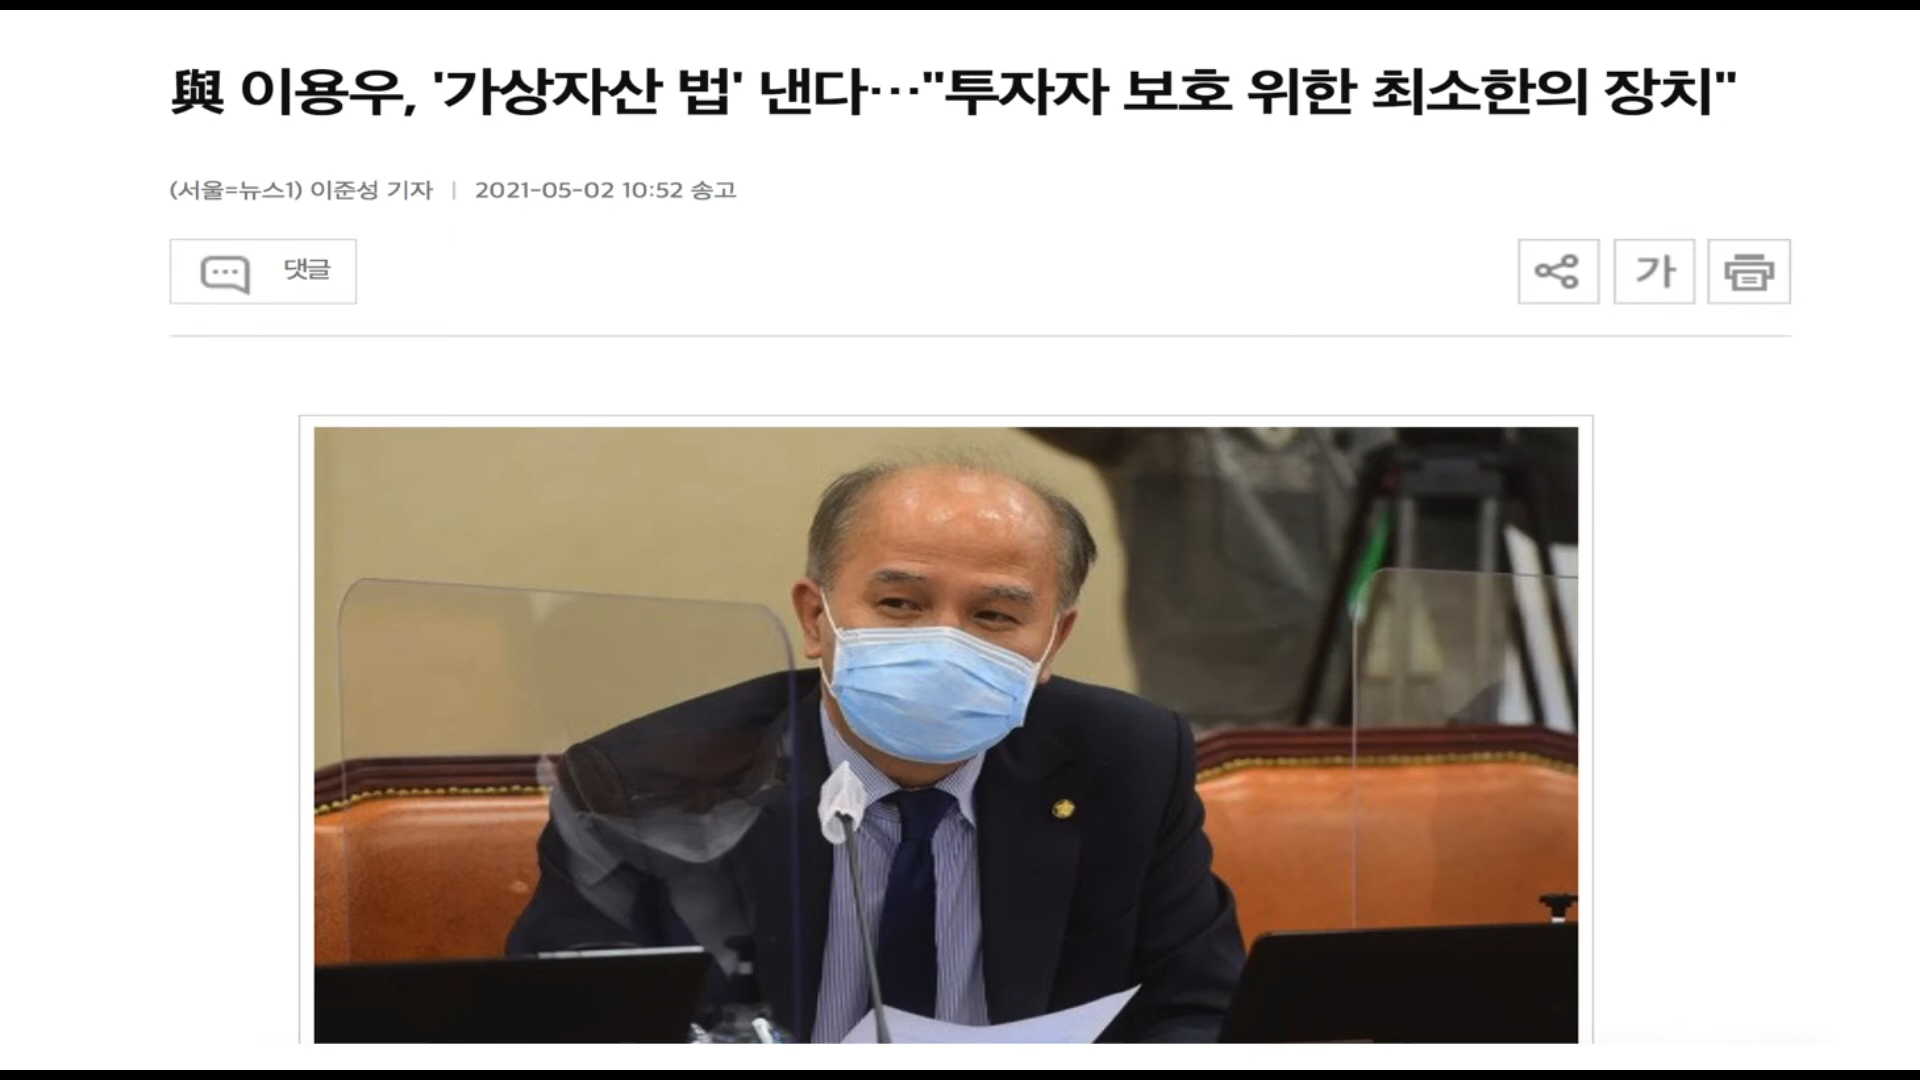 與 이용우, '가상자산 법' 낸다…"투자자 보호 위한 최소한의 장치"
(서울=뉴스1) 이준성 기자 | 2021-05-02 10:52 송고
댓글
가